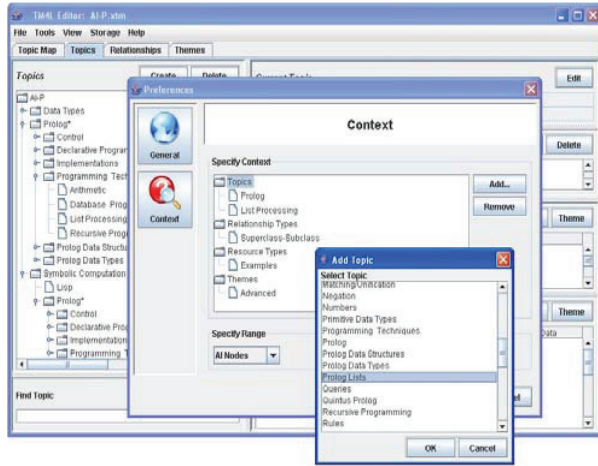 TM4L Editor: AI-P.xtm
File Tools View Storage Help
Topic Map Topics Relationships Themes
Topics Create Delete Current Topic Edit
AI-P
Data Types
Prolog*
Control
Declarative Program
Implementations
Programming Tech
Arithmetic
Database Prog
List Processing
Recursive Prog
Prolog Data Structu
Prolog Data Types
Symbolic Computation
Lisp
Prolog*
Control
Declarative Prog
Implementation
Programming T
Find Topic
Delete
Theme
Theme
Data
Preferences
General
Context
Context
Specify Context
Topics
Prolog
List Processing
Relationship Types
Superclass-Subclass
Resource Types
Examples
Themes
Advanced
Add...
Remove
Specify Range
AI Nodes
Add Topic
Select Topic
Matching/Unification
Negation
Numbers
Primitive Data Types
Programming Techniques
Prolog
Prolog Data Structures
Prolog Data Types
Prolog Lists
Queries
Quintus Prolog
Recursive Programming
Rules
OK Cancel